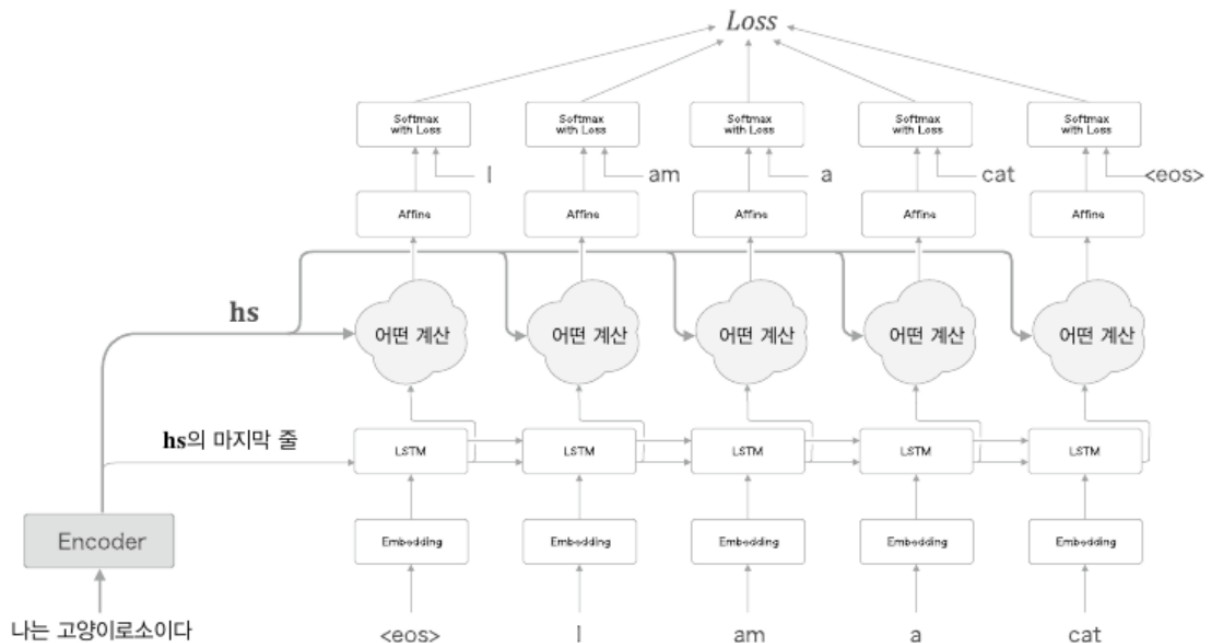 Loss
Softmax
with Loss
Softmax
with Loss
Softmax
with Loss
Softmax
with Loss
Softmax
with Loss
I
am
a
cat
<eos>
Affine
Affine
Affine
Affine
Affine
hs
어떤 계산
어떤 계산
어떤 계산
어떤 계산
어떤 계산
hs의 마지막 줄
LSTM
LSTM
LSTM
LSTM
LSTM
Encoder
Embedding
Embedding
Embedding
Embedding
Embedding
나는 고양이로소이다
<eos>
I
am
a
cat